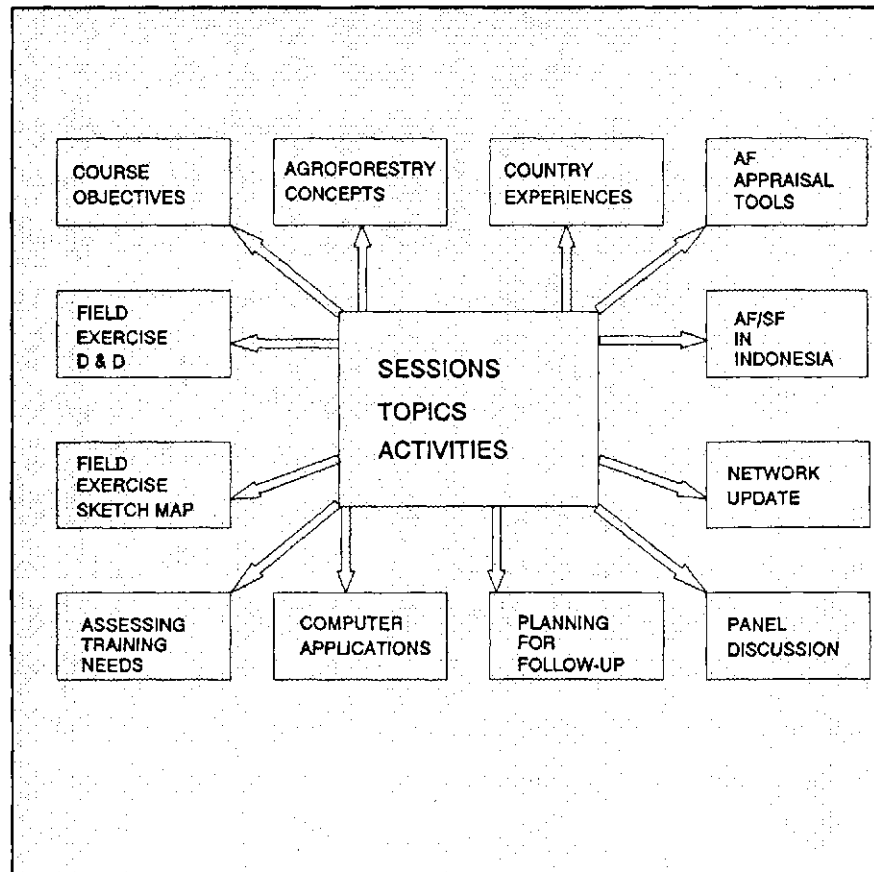 COURSE
OBJECTIVES
AGROFORESTRY
CONCEPTS
COUNTRY
EXPERIENCES
AF
APPRAISAL
TOOLS
FIELD
EXERCISE
D & D
SESSIONS
TOPICS
ACTIVITIES
AF/SF
IN
INDONESIA
FIELD
EXERCISE
SKETCH MAP
NETWORK
UPDATE
ASSESSING
TRAINING
NEEDS
COMPUTER
APPLICATIONS
PLANNING
FOR
FOLLOW-UP
PANEL
DISCUSSION